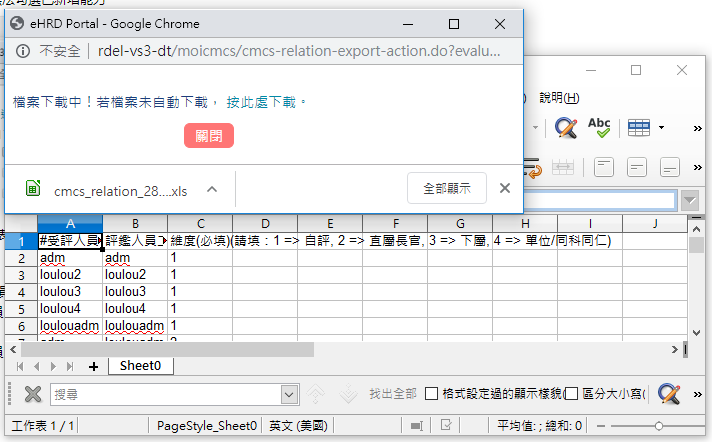 eHRD Portal - Google Chrome
不安全 | rdel-vs3-dt/moicmcs/cmcs-relation-export-action.do?evalu...
檔案下載中！若檔案未自動下載， 按此處下載。
關閉
cmcs_relation_28....xls
全部顯示
說明(H)
Abc
A B C D E F G H I J
1 #受評人員 評鑑人員工 維度(必填)(請填：1 => 自評, 2 => 直屬長官, 3 => 下屬, 4 => 單位/同科同仁)
2 adm adm 1
3 loulou2 loulou2 1
4 loulou3 loulou3 1
5 loulou4 loulou4 1
6 loulouadm loulouadm 1
7 adm loulouadm 2
Sheet0
搜尋 找出全部 格式設定過的顯示樣貌( 區分大小寫(
工作表 1 / 1 PageStyle_Sheet0 英文 (美國) 平均值: ; 總和: 0